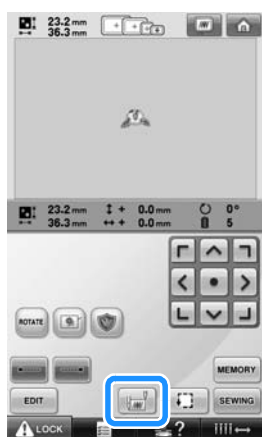 23.2 mm
36.3 mm
23.2 mm + 0.0 mm 0°
36.3 mm + 0.0 mm 5
ROTATE
MEMORY
EDIT SEWING
LOCK ?